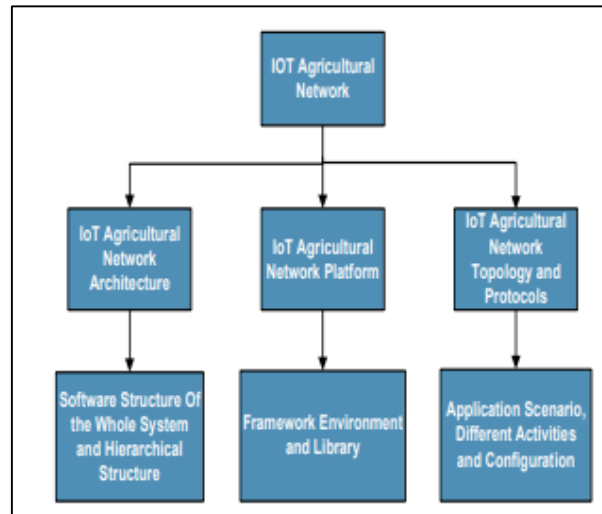 IOT Agricultural
Network
IoT Agricultural
Network
Architecture
IoT Agricultural
Network Platform
IoT Agricultural
Network
Topology and
Protocols
Software Structure Of
the Whole System
and Hierarchical
Structure
Framework Environment
and Library
Application Scenario,
Different Activities
and Configuration